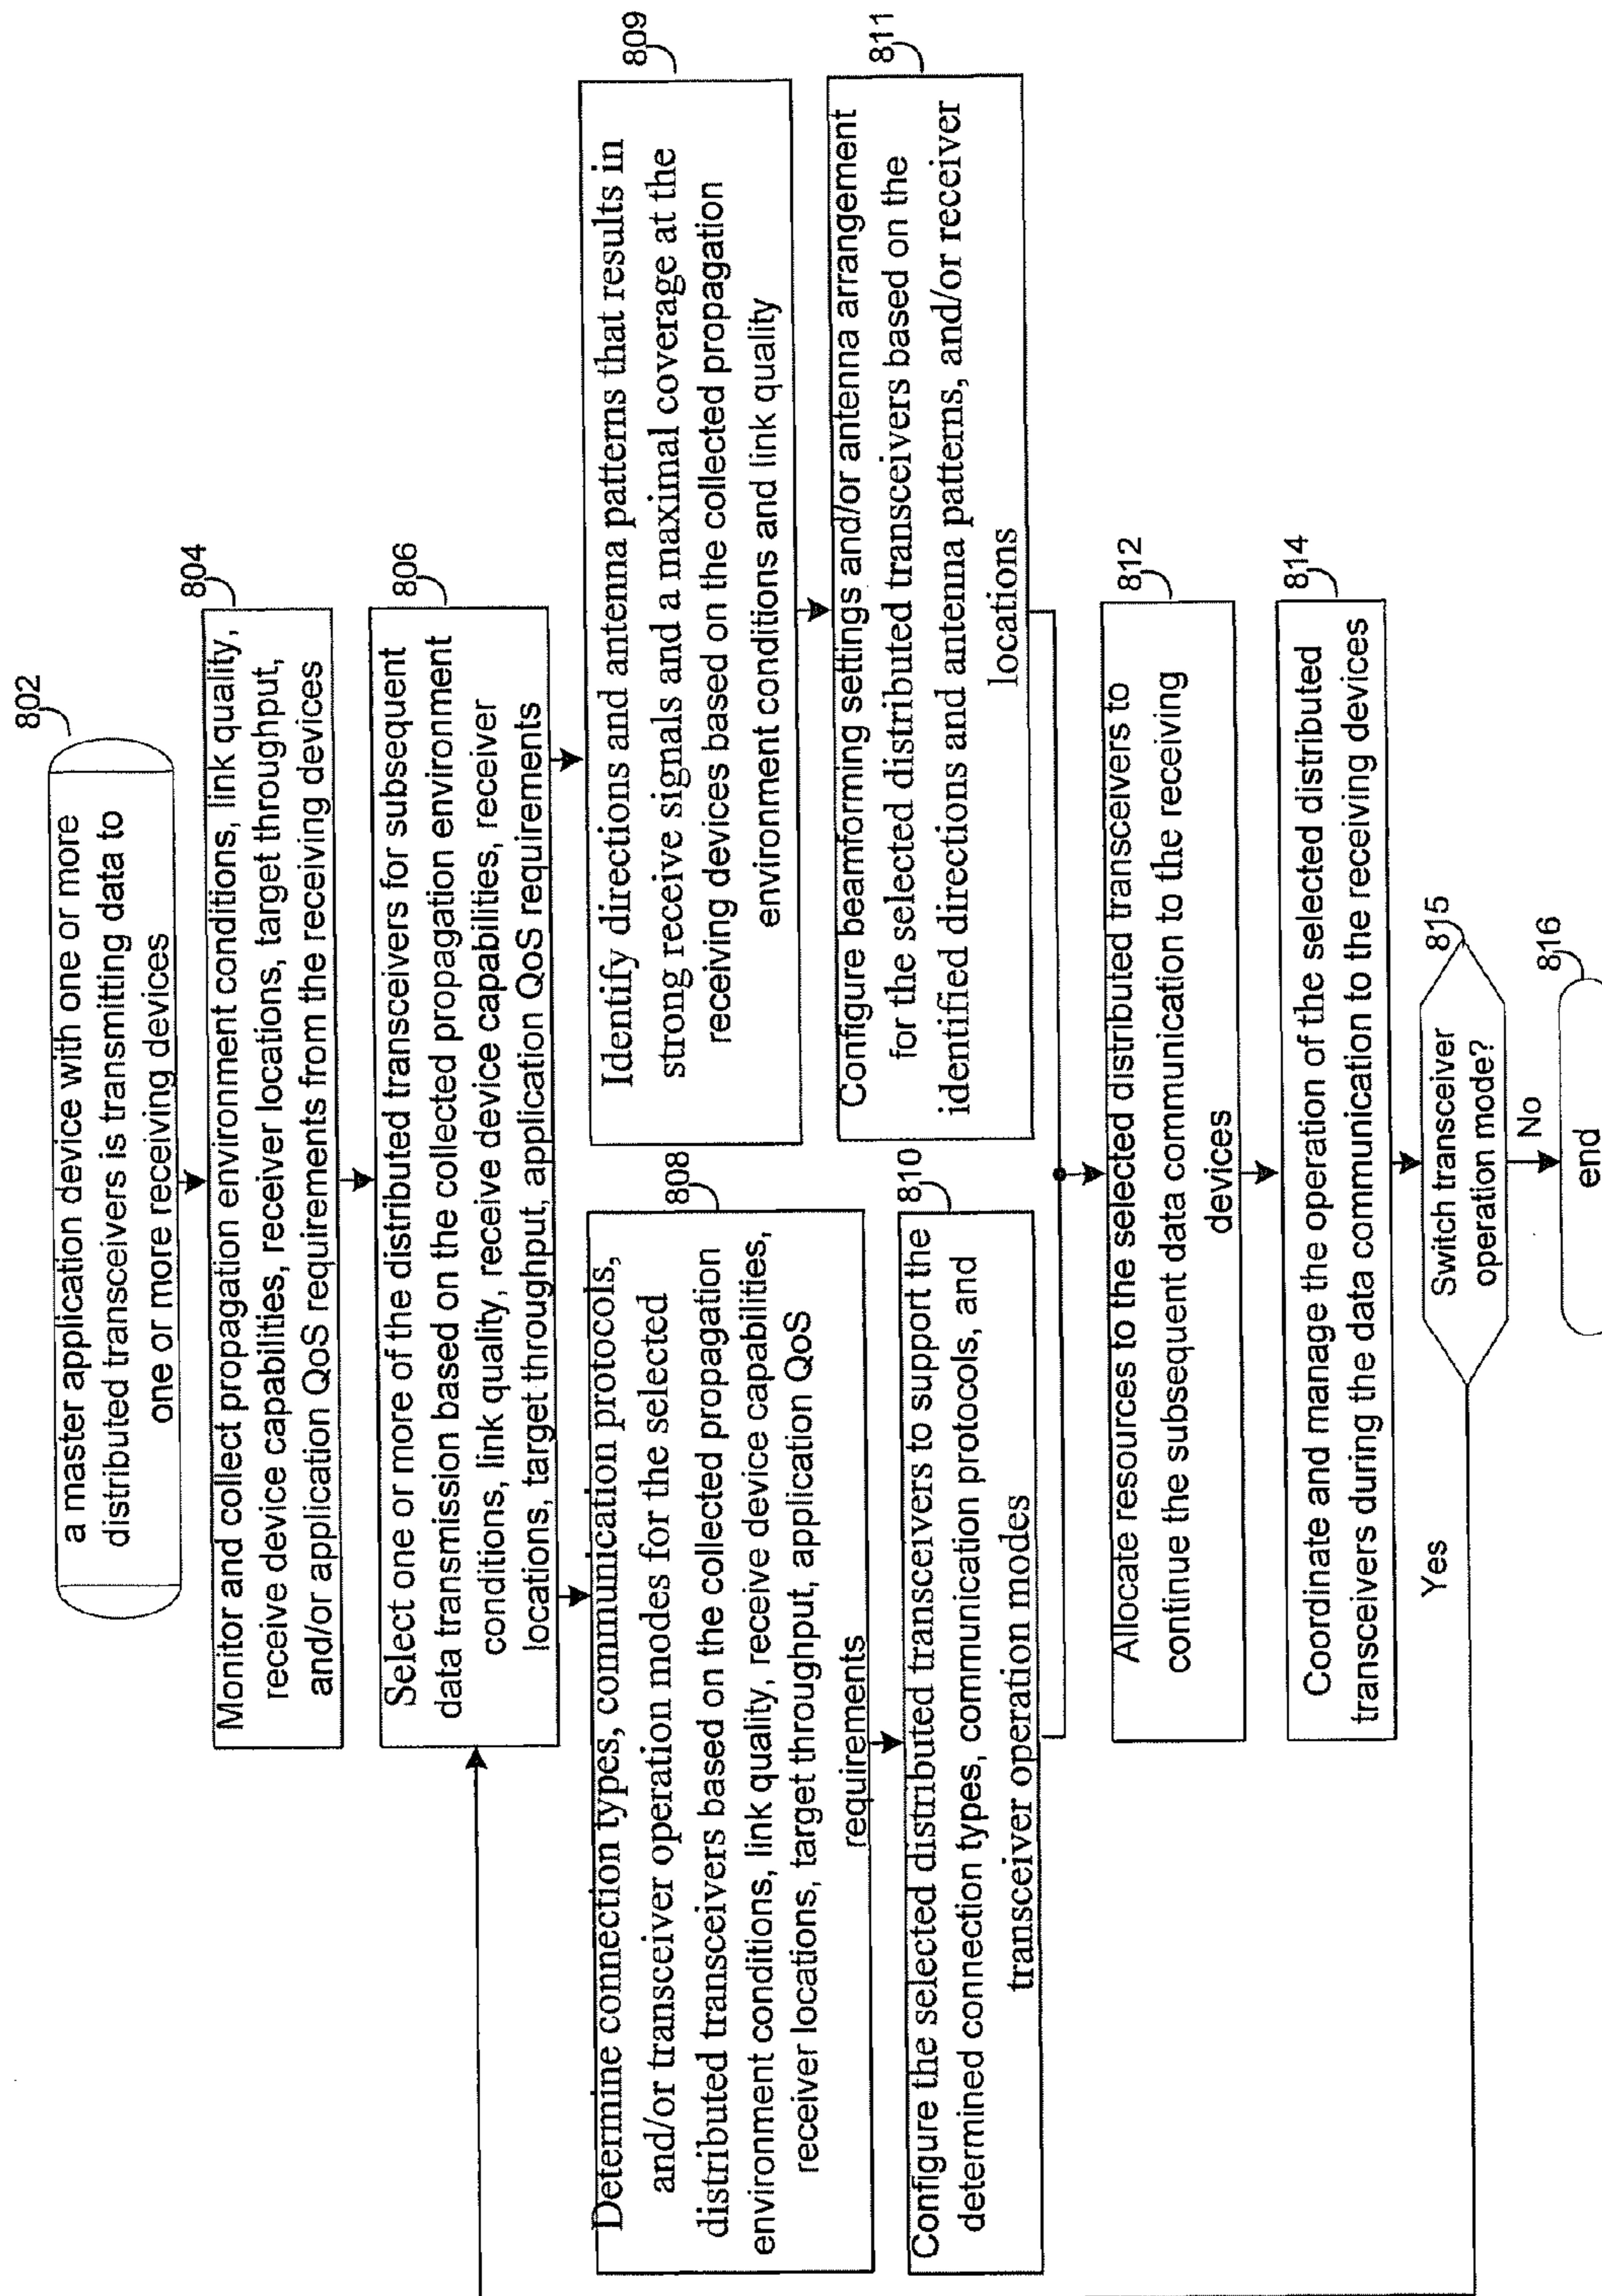 802
a master application device with one or more
distributed transceivers is transmitting data to
one or more receiving devices
804
Monitor and collect propagation environment conditions, link quality,
receive device capabilities, receiver locations, target throughput,
and/or application QoS requirements from the receiving devices
806
Select one or more of the distributed transceivers for subsequent
data transmission based on the collected propagation environment
conditions, link quality, receive device capabilities, receiver
locations, target throughput, application QoS requirements
808
Determine connection types, communication protocols,
and/or transceiver operation modes for the selected
distributed transceivers based on the collected propagation
environment conditions, link quality, receive device capabilities,
receiver locations, target throughput, application QoS
requirements
809
Identify directions and antenna patterns that results in
strong receive signals and a maximal coverage at the
receiving devices based on the collected propagation
environment conditions and link quality
810
Configure the selected distributed transceivers to support the
determined connection types, communication protocols, and
transceiver operation modes
811
Configure beamforming settings and/or antenna arrangement
for the selected distributed transceivers based on the
identified directions and antenna patterns, and/or receiver
locations
812
Allocate resources to the selected distributed transceivers to
continue the subsequent data communication to the receiving
devices
814
Coordinate and manage the operation of the selected distributed
transceivers during the data communication to the receiving devices
815
Switch transceiver
operation mode?
Yes
No
816
end